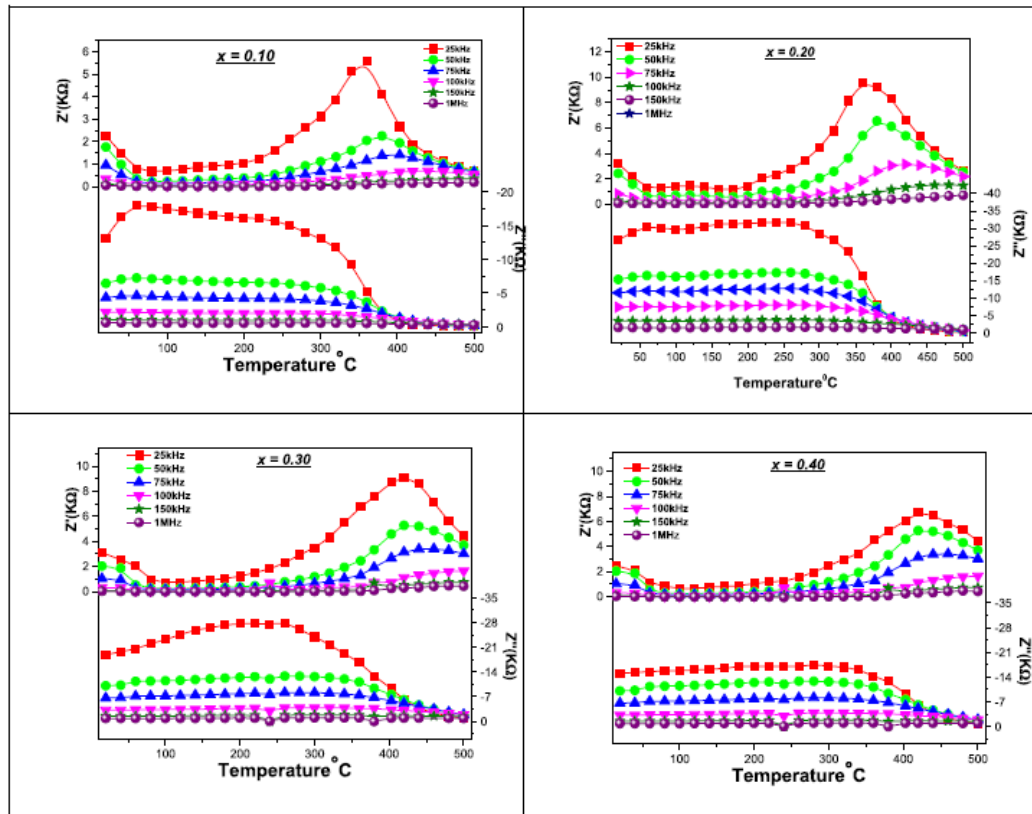 x = 0.10
25kHz
50kHz
75kHz
100kHz
150kHz
1MHz
Z'(KΩ)
6
5
4
3
2
1
0
Z''(KΩ)
-20
-15
-10
-5
0
100 200 300 400 500
Temperature°C
x = 0.20
25kHz
50kHz
75kHz
100kHz
150kHz
1MHz
Z'(KΩ)
12
10
8
6
4
2
0
Z''(KΩ)
-40
-35
-30
-25
-20
-15
-10
-5
0
50 100 150 200 250 300 350 400 450 500
Temperature⁰C
x = 0.30
25kHz
50kHz
75kHz
100kHz
150kHz
1MHz
Z'(KΩ)
10
8
6
4
2
0
Z''(KΩ)
-35
-28
-21
-14
-7
0
100 200 300 400 500
Temperature°C
x = 0.40
25kHz
50kHz
75kHz
100kHz
150kHz
1MHz
Z'(KΩ)
10
8
6
4
2
0
Z''(KΩ)
-35
-28
-21
-14
-7
0
100 200 300 400 500
Temperature°C